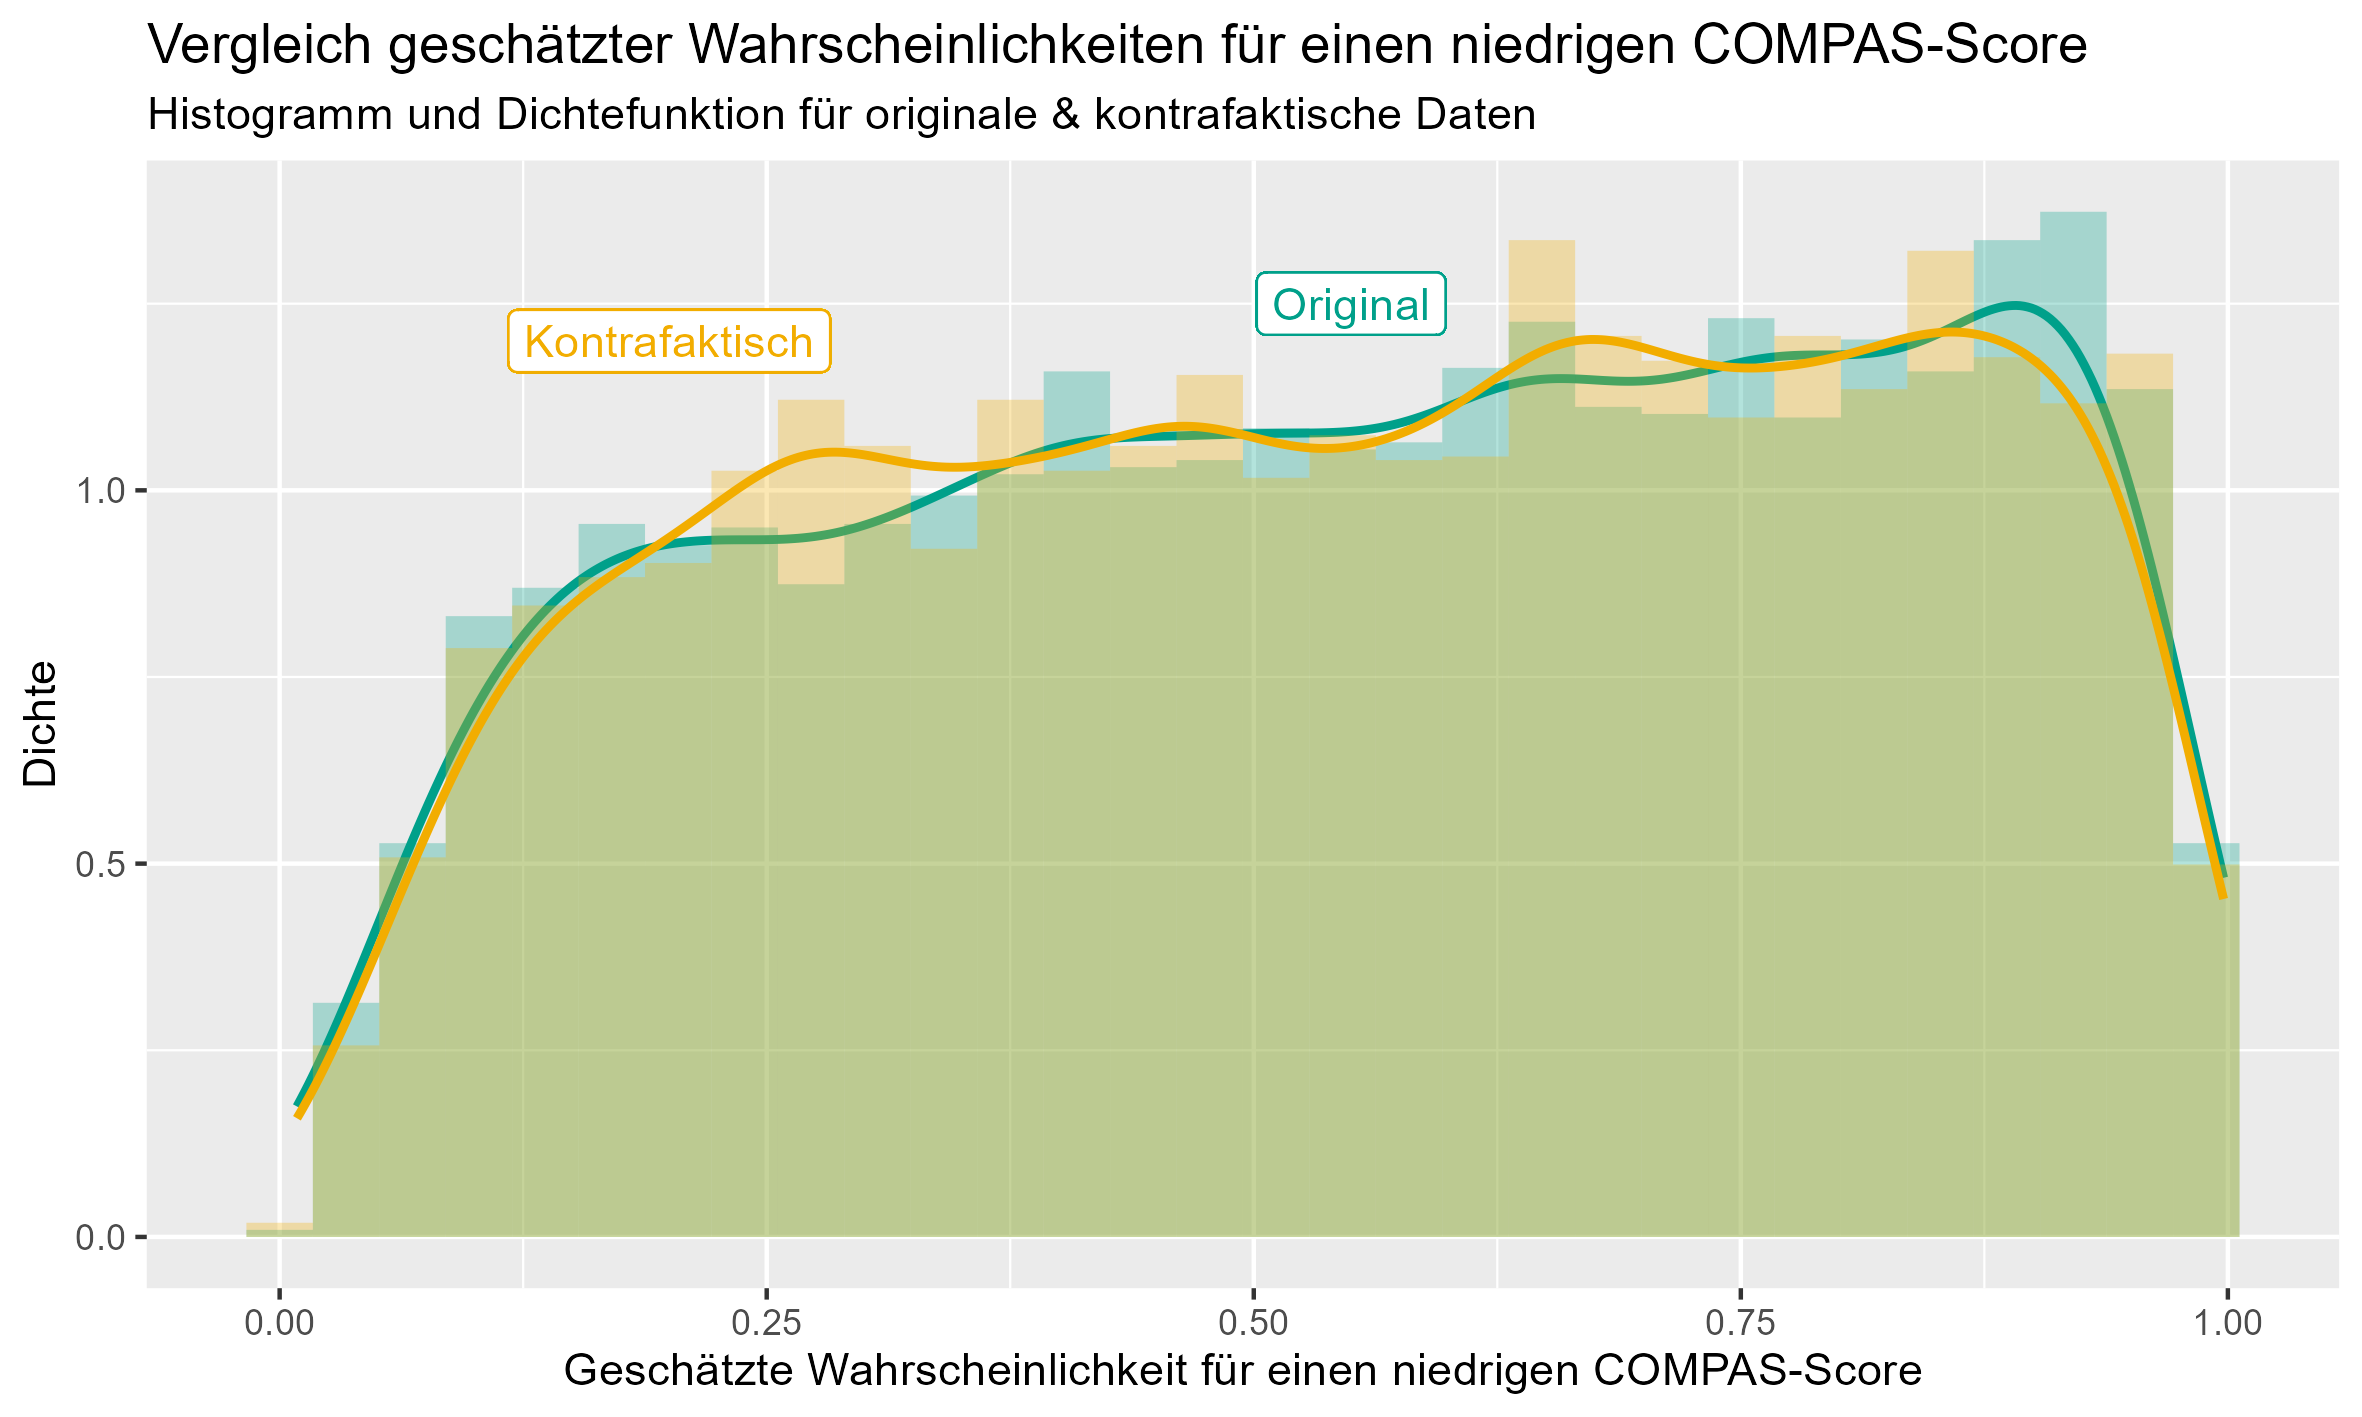 Vergleich geschätzter Wahrscheinlichkeiten für einen niedrigen COMPAS-Score
Histogramm und Dichtefunktion für originale & kontrafaktische Daten
Original
Kontrafaktisch
Dichte
1.0
0.5
0.0
0.00 0.25 0.50 0.75 1.00
Geschätzte Wahrscheinlichkeit für einen niedrigen COMPAS-Score